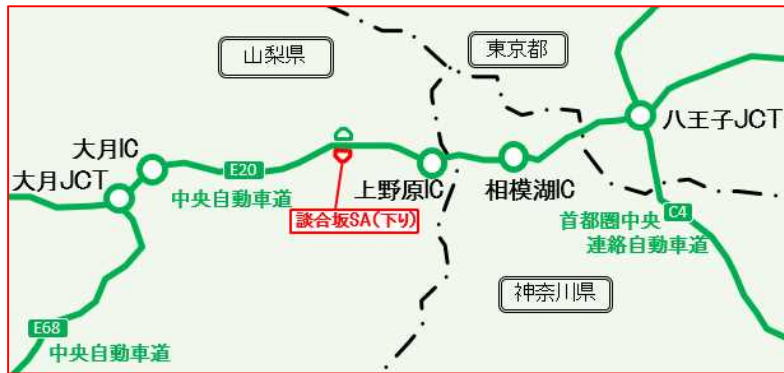 山梨県
東京都
八王子JCT
大月IC
大月JCT
E20
中央自動車道
上野原IC
相模湖IC
談合坂SA(下り)
首都圏中央
連絡自動車道
C4
神奈川県
E68
中央自動車道